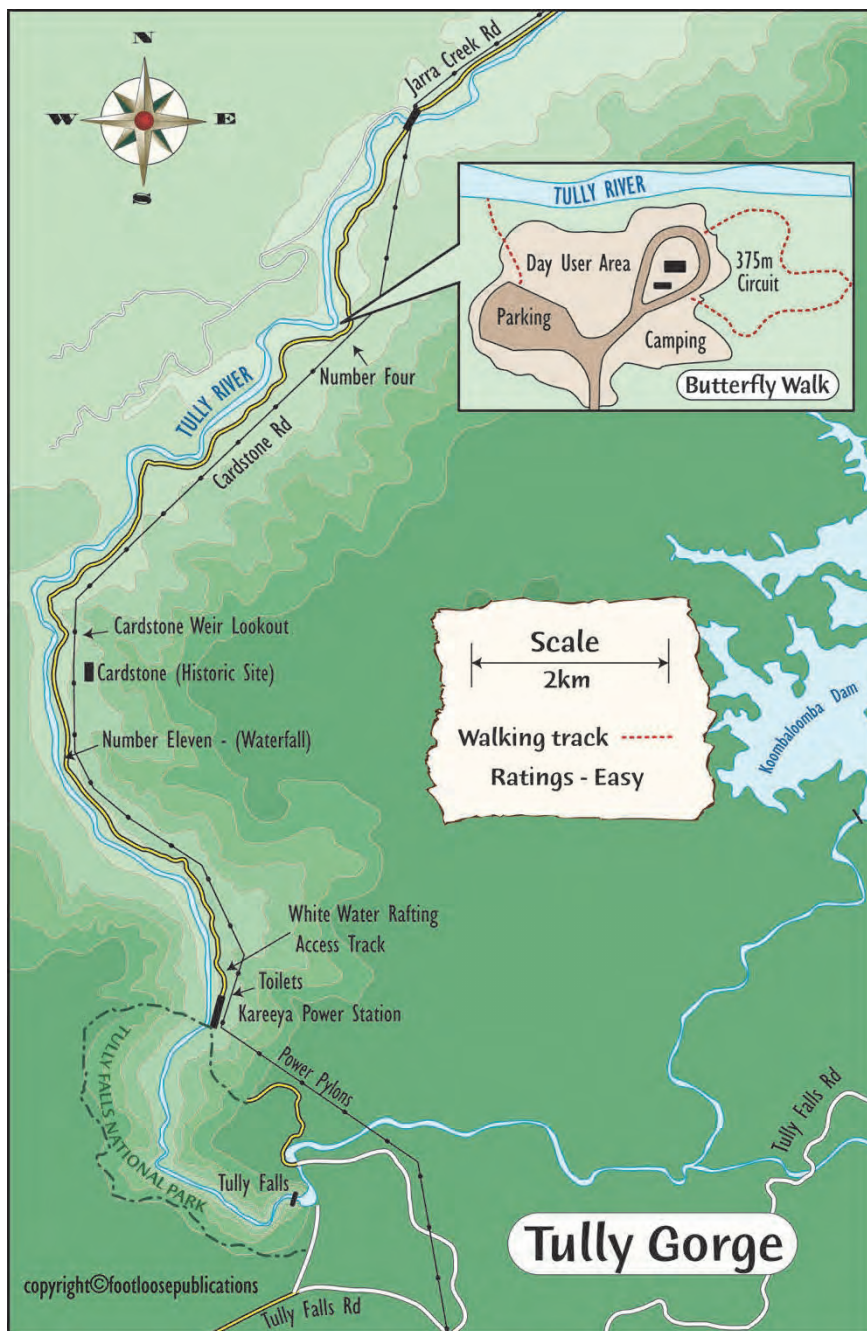 N
W
E
S
Jarra Creek Rd
TULLY RIVER
Day User Area
375m
Circuit
Parking
Camping
Butterfly Walk
Number Four
TULLY RIVER
Cardstone Rd
Cardstone Weir Lookout
Cardstone (Historic Site)
Number Eleven - (Waterfall)
Scale
2km
Walking track
Ratings - Easy
Koombaloomba Dam
White Water Rafting
Access Track
Toilets
Kareeya Power Station
Power Pylons
TULLY FALLS NATIONAL PARK
Tully Falls
Tully Falls Rd
Tully Gorge
copyright©footloosepublications
Tully Falls Rd